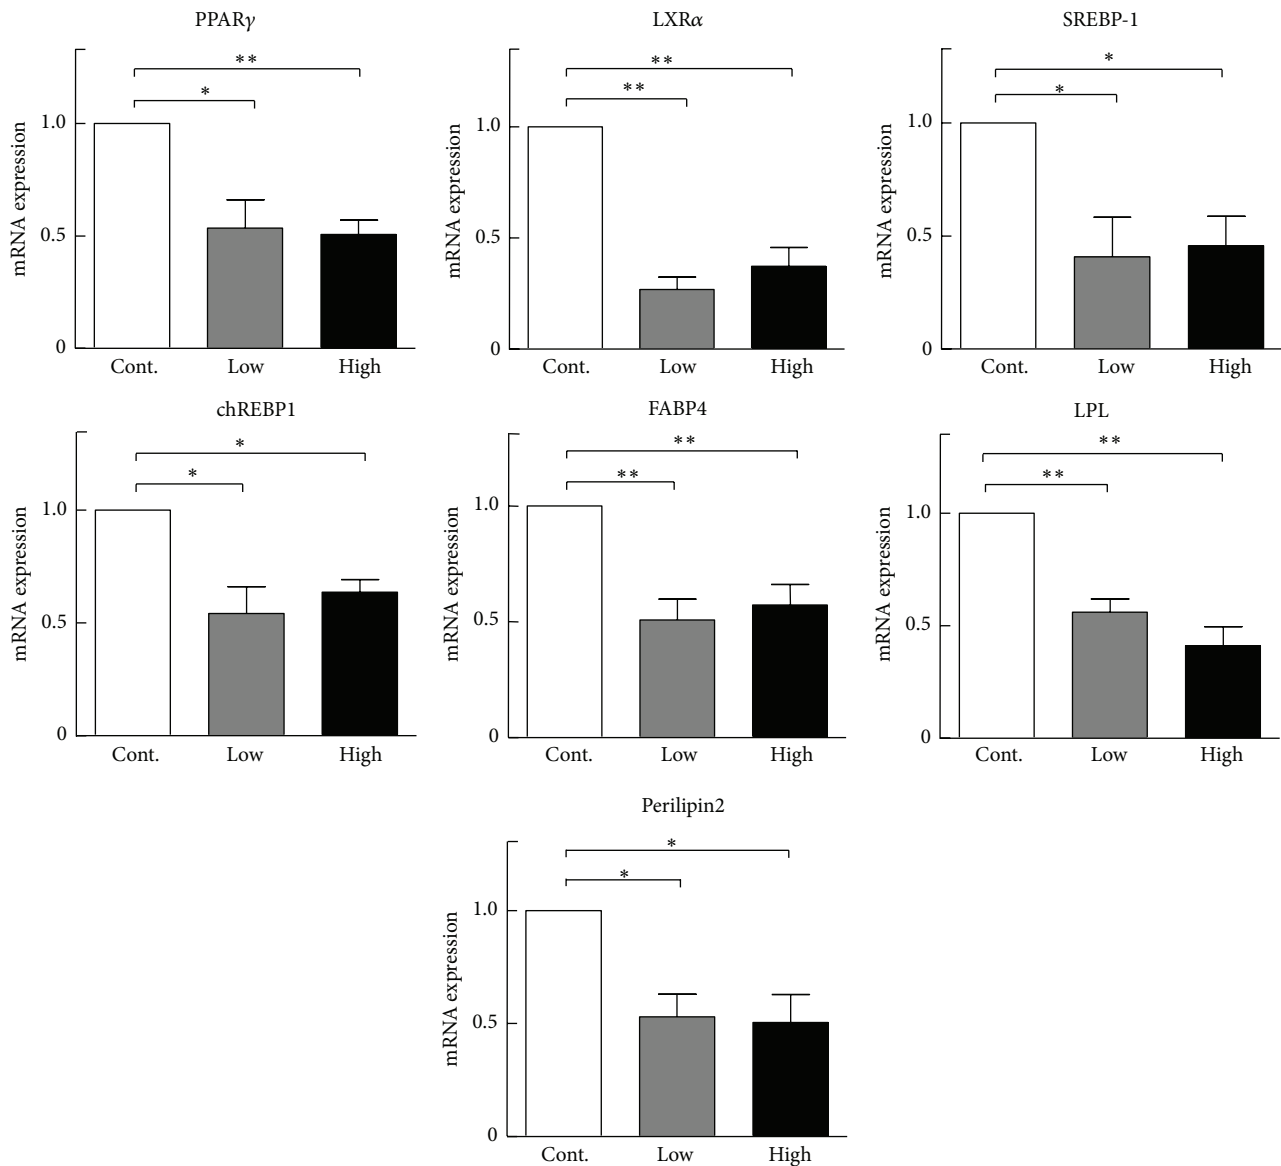 PPARγ
**
*
1.0
0.5
0
mRNA expression
Cont. Low High
LXRα
**
**
1.0
0.5
0
mRNA expression
Cont. Low High
SREBP-1
*
*
1.0
0.5
0
mRNA expression
Cont. Low High
chREBP1
*
*
1.0
0.5
0
mRNA expression
Cont. Low High
FABP4
**
**
1.0
0.5
0
mRNA expression
Cont. Low High
LPL
**
**
1.0
0.5
0
mRNA expression
Cont. Low High
Perilipin2
*
*
1.0
0.5
0
mRNA expression
Cont. Low High